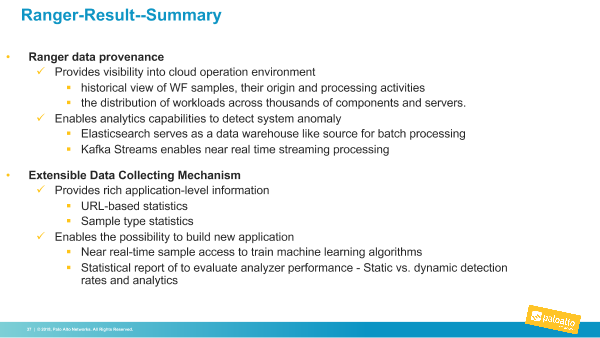 Ranger-Result--Summary
• Ranger data provenance
✓ Provides visibility into cloud operation environment
▪ historical view of WF samples, their origin and processing activities
▪ the distribution of workloads across thousands of components and servers.
✓ Enables analytics capabilities to detect system anomaly
▪ Elasticsearch serves as a data warehouse like source for batch processing
▪ Kafka Streams enables near real time streaming processing
• Extensible Data Collecting Mechanism
✓ Provides rich application-level information
▪ URL-based statistics
▪ Sample type statistics
✓ Enables the possibility to build new application
▪ Near real-time sample access to train machine learning algorithms
▪ Statistical report of to evaluate analyzer performance - Static vs. dynamic detection
rates and analytics
37 | © 2018, Palo Alto Networks. All Rights Reserved.
paloalto